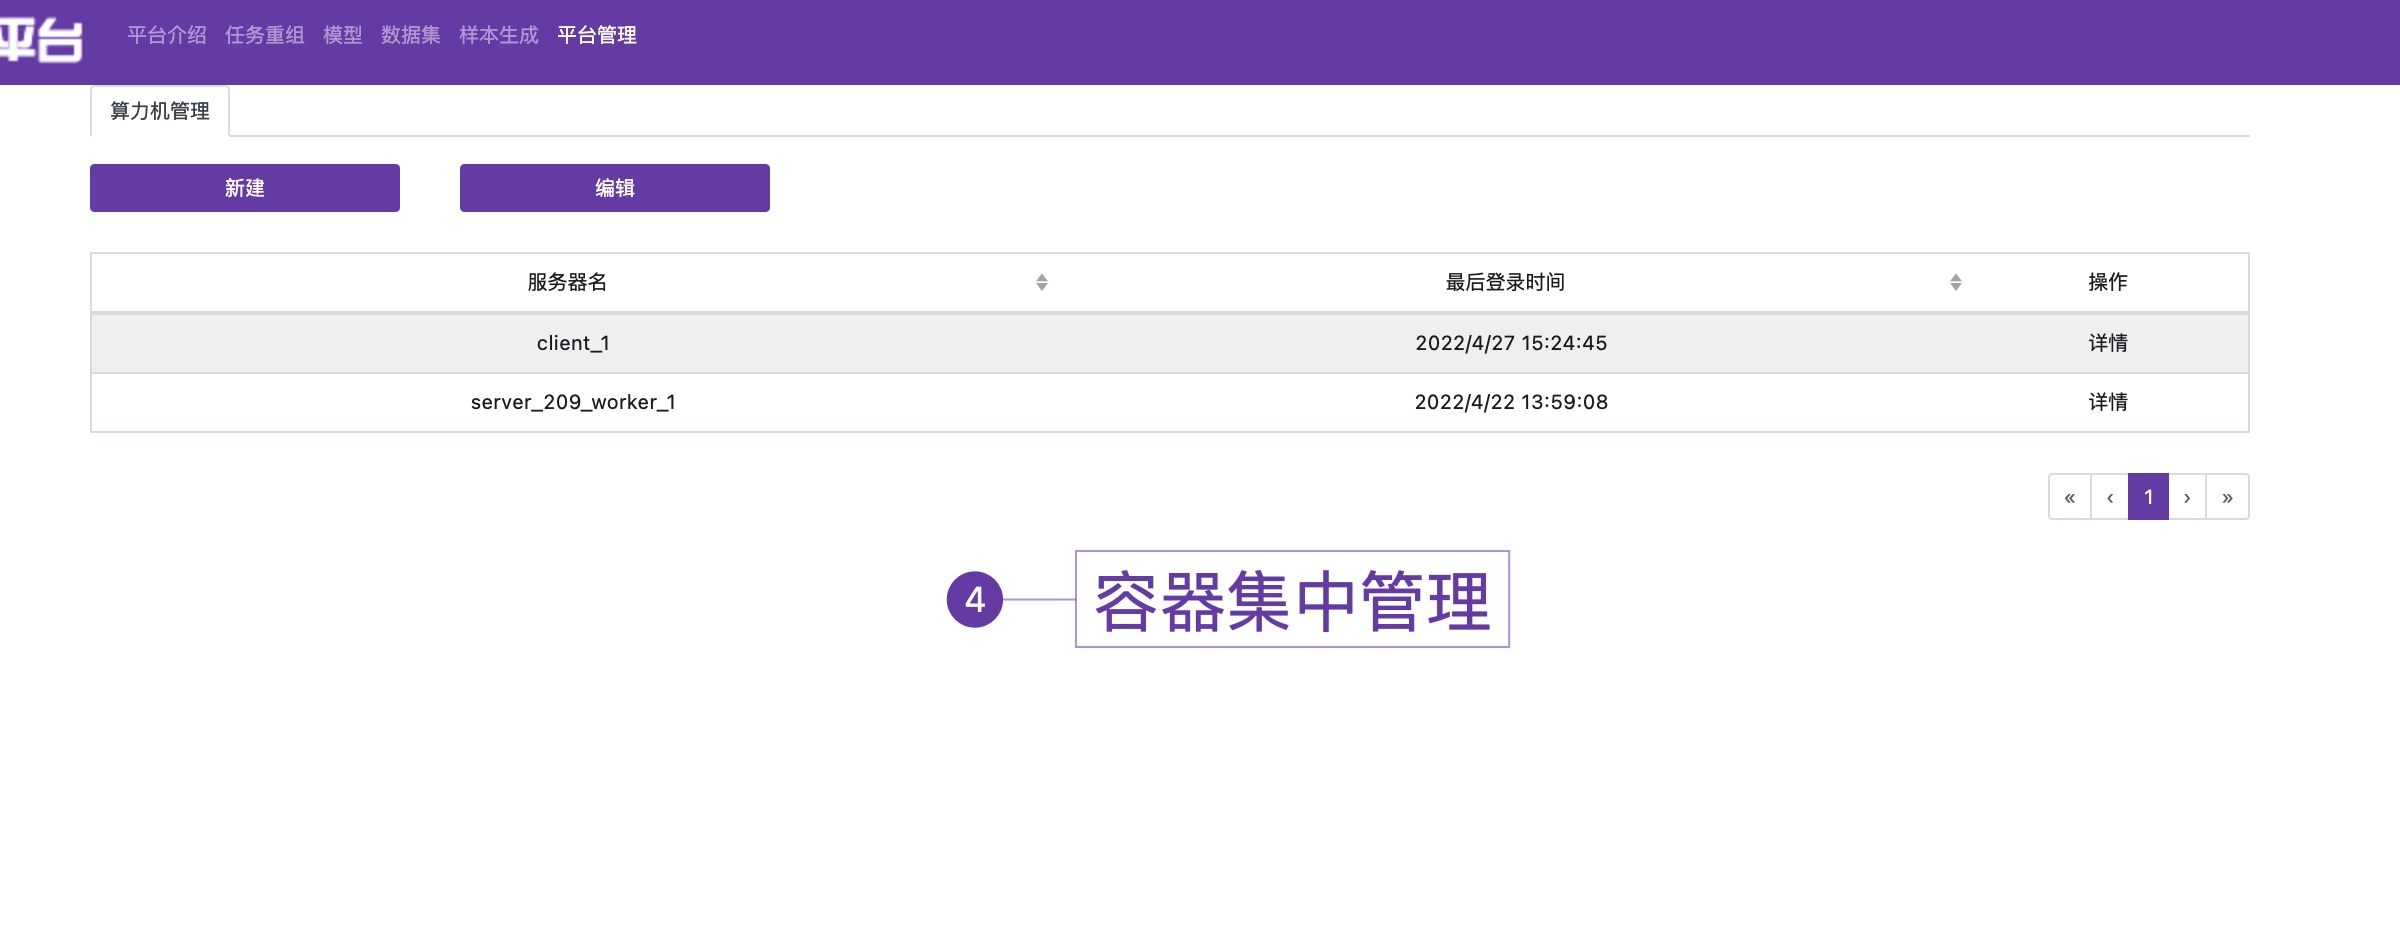 平台
平台介绍 任务重组 模型 数据集 样本生成 平台管理
算力机管理
新建 编辑
服务器名 最后登录时间 操作
client_1 2022/4/27 15:24:45 详情
server_209_worker_1 2022/4/22 13:59:08 详情
« ‹ 1 › »
4 容器集中管理